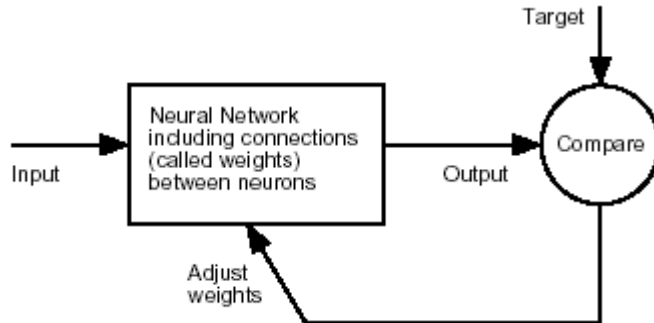 Target
Neural Network
including connections
(called weights)
between neurons
Compare
Input
Output
Adjust
weights